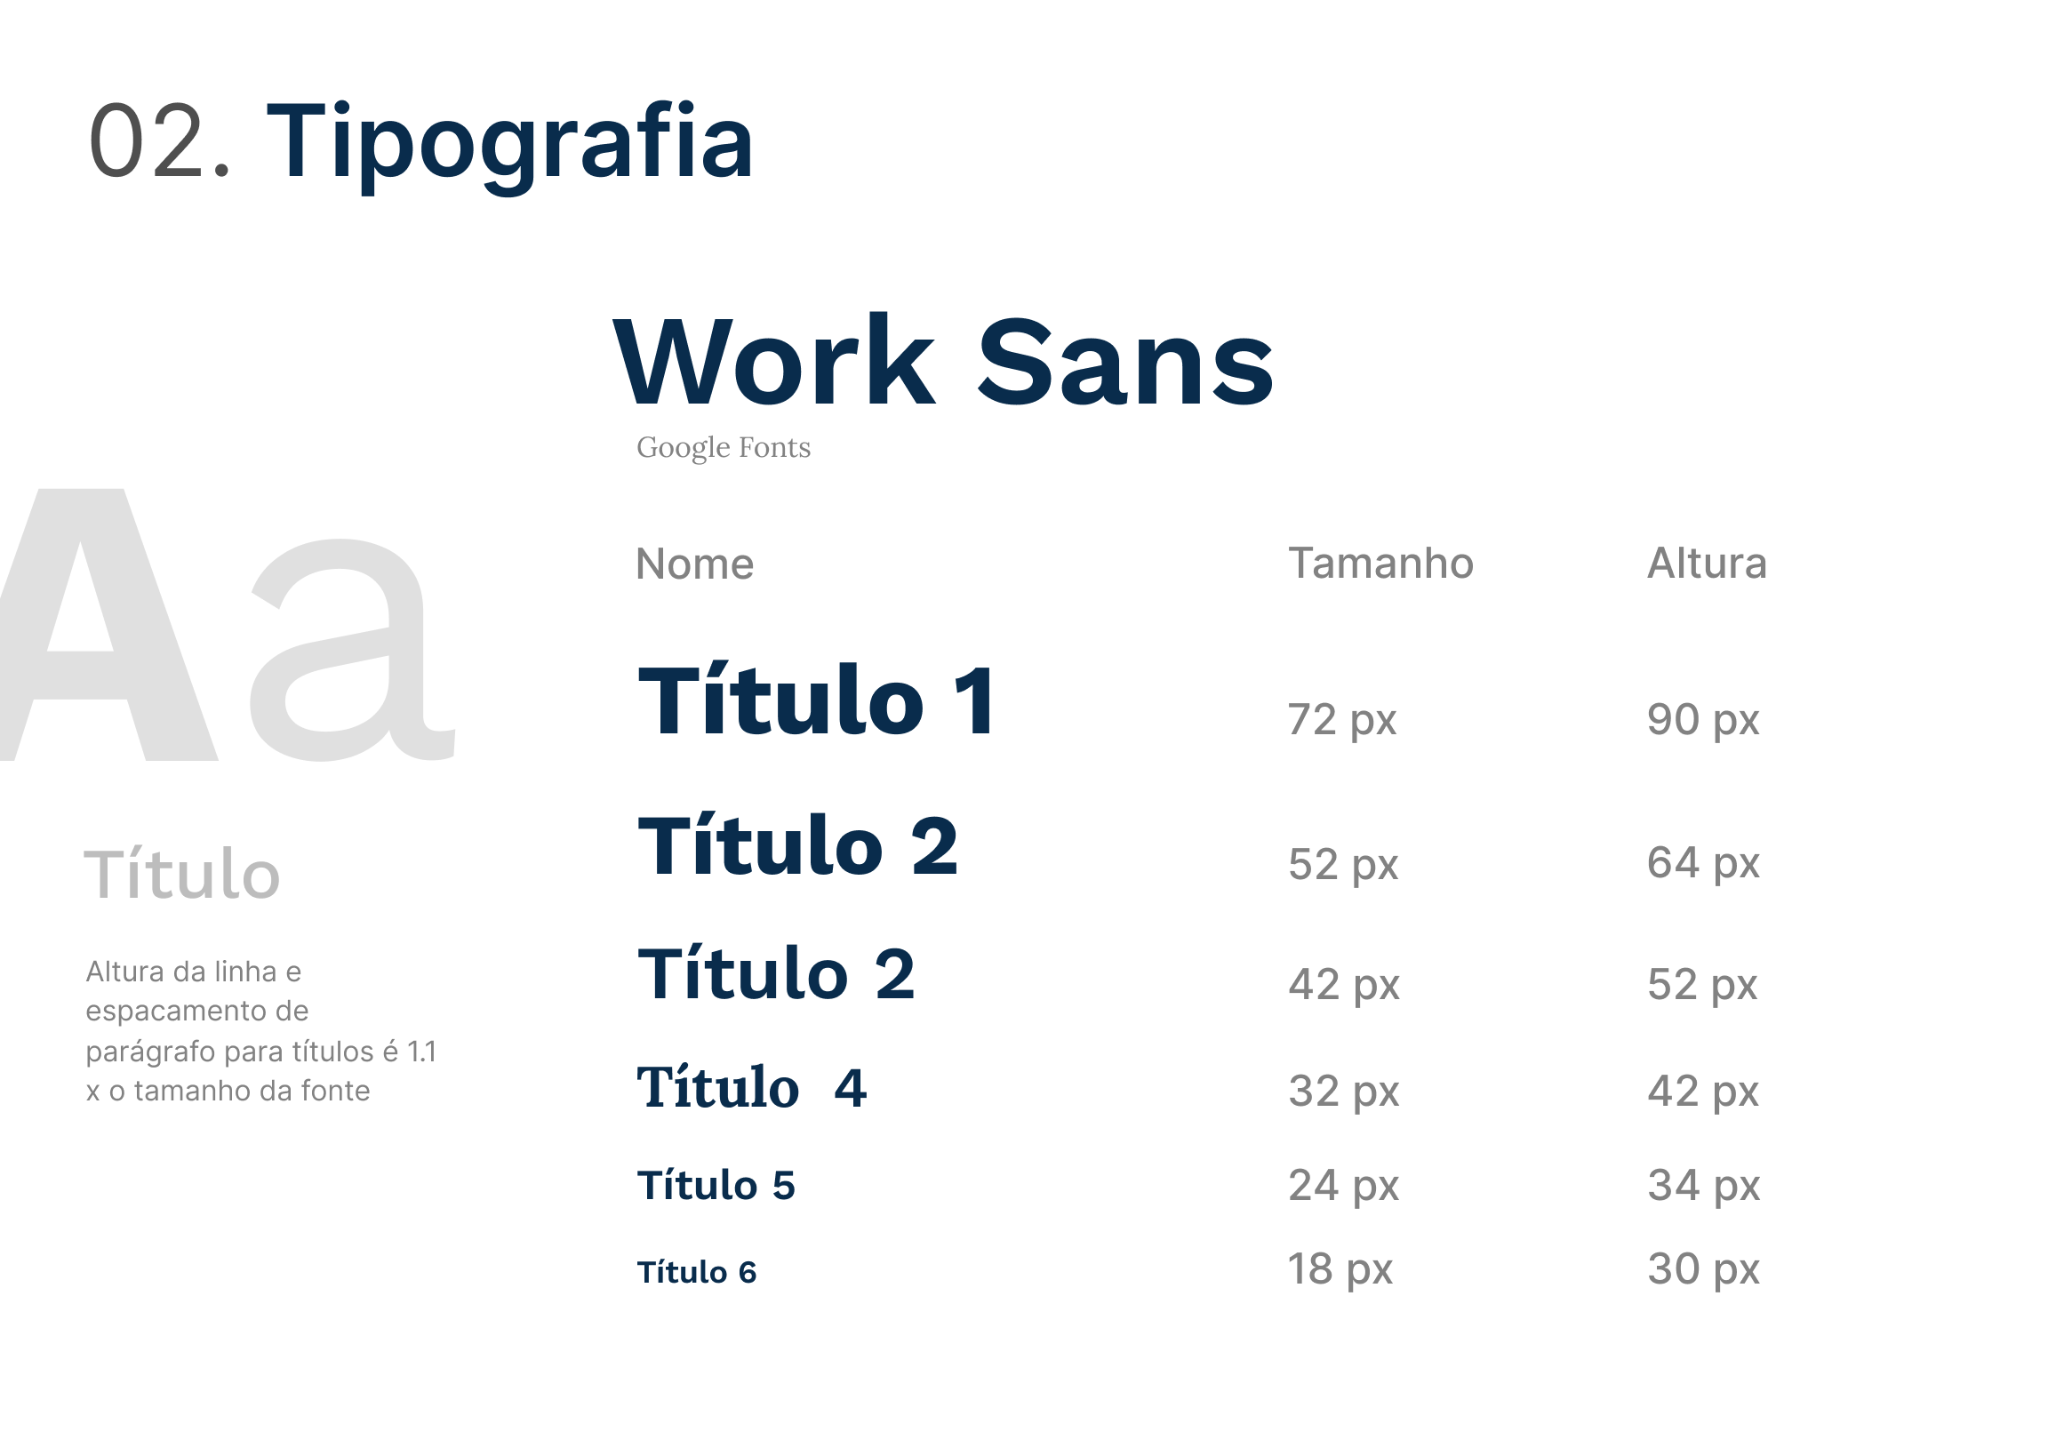 02. Tipografia
Work Sans
Google Fonts
Aa
Título
Altura da linha e
espacamento de
parágrafo para títulos é 1.1
x o tamanho da fonte
Nome Tamanho Altura
Título 1 72 px 90 px
Título 2 52 px 64 px
Título 2 42 px 52 px
Título 4 32 px 42 px
Título 5 24 px 34 px
Título 6 18 px 30 px